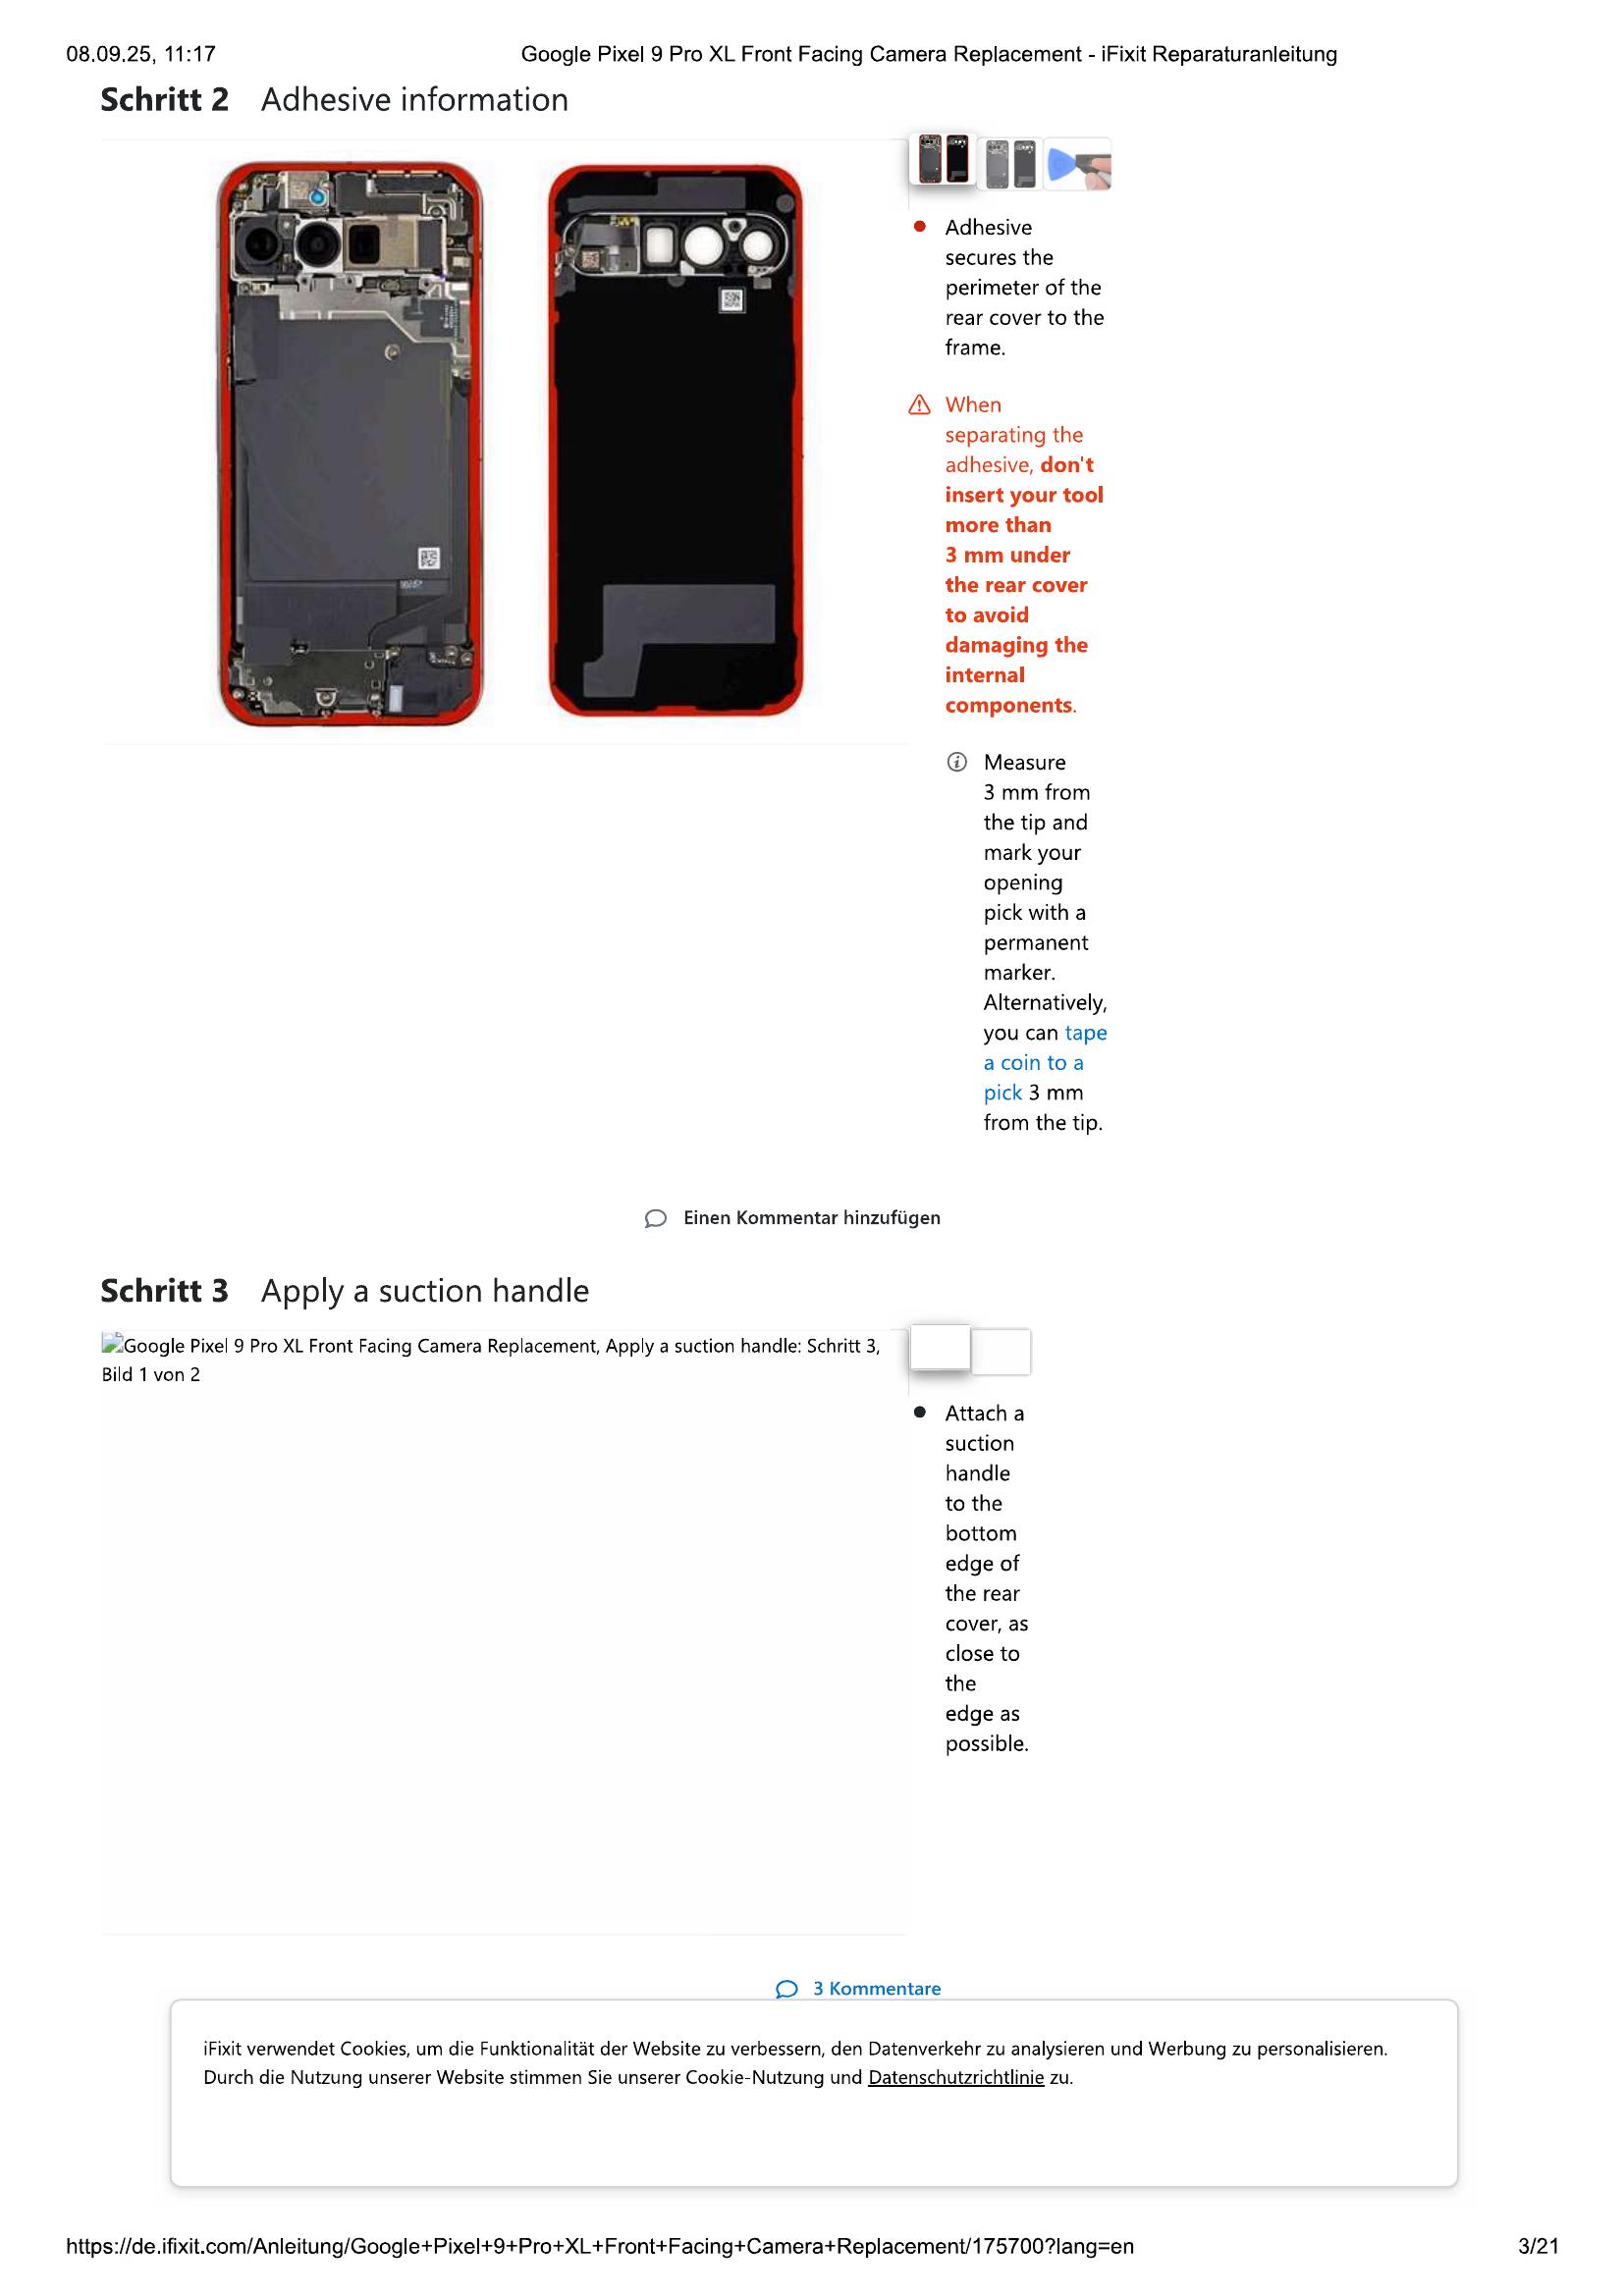 08.09.25, 11:17
Google Pixel 9 Pro XL Front Facing Camera Replacement - iFixit Reparaturanleitung
Schritt 2 Adhesive information
Adhesive
secures the
perimeter of the
rear cover to the
frame.
When
separating the
adhesive, don't
insert your tool
more than
3 mm under
the rear cover
to avoid
damaging the
internal
components.
Measure
3 mm from
the tip and
mark your
opening
pick with a
permanent
marker.
Alternatively,
you can tape
a coin to a
pick 3 mm
from the tip.
Einen Kommentar hinzufügen
Schritt 3 Apply a suction handle
Google Pixel 9 Pro XL Front Facing Camera Replacement, Apply a suction handle: Schritt 3,
Bild 1 von 2
Attach a
suction
handle
to the
bottom
edge of
the rear
cover, as
close to
the
edge as
possible.
3 Kommentare
iFixit verwendet Cookies, um die Funktionalität der Website zu verbessern, den Datenverkehr zu analysieren und Werbung zu personalisieren.
Durch die Nutzung unserer Website stimmen Sie unserer Cookie-Nutzung und Datenschutzrichtlinie zu.
https://de.ifixit.com/Anleitung/Google+Pixel+9+Pro+XL+Front+Facing+Camera+Replacement/175700?lang=en
3/21